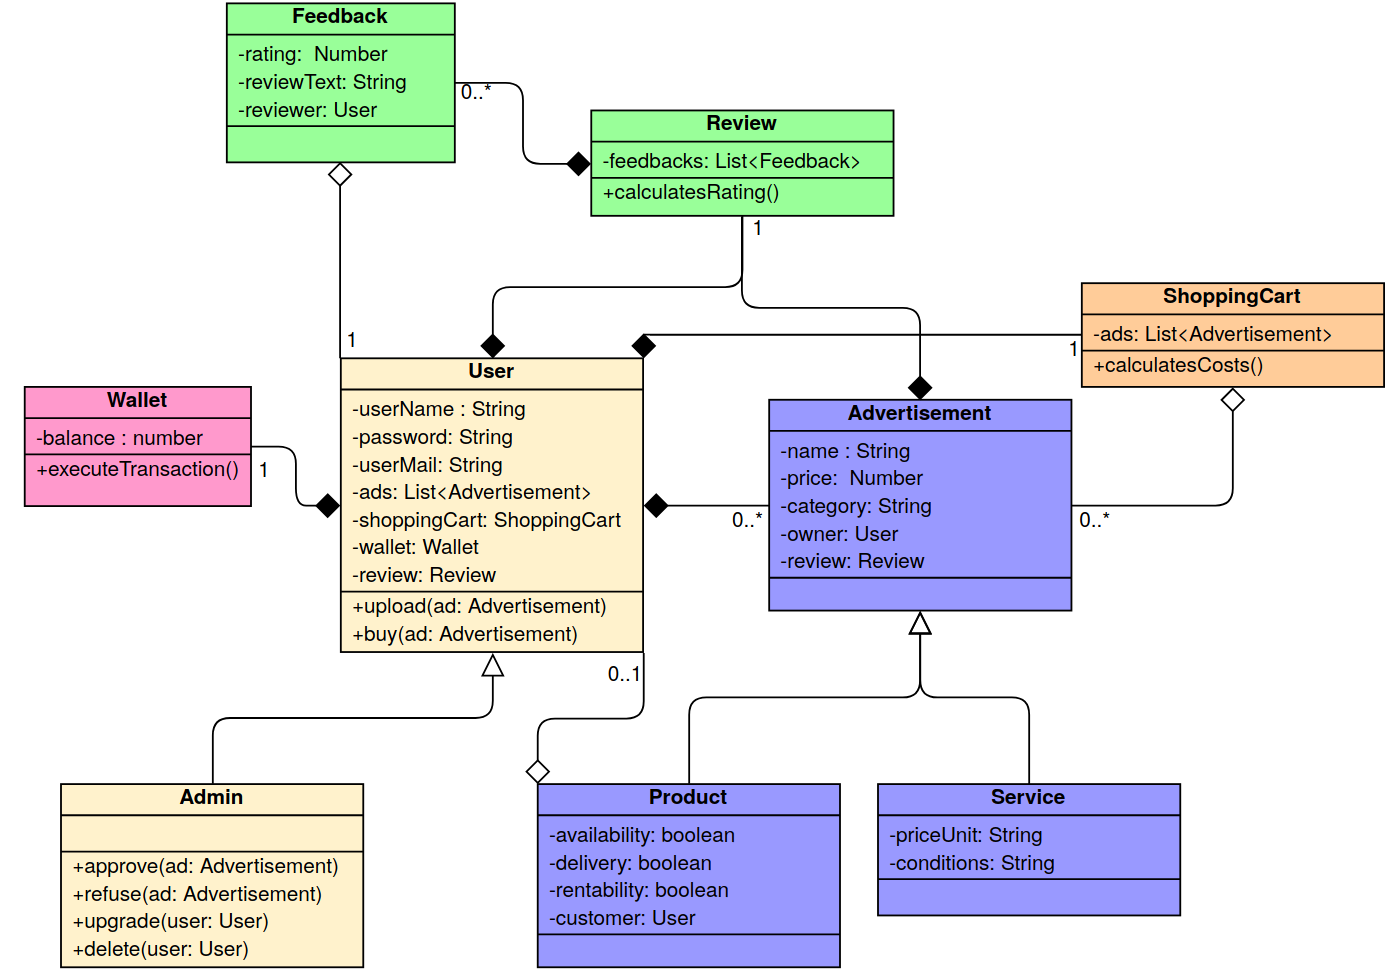 Feedback
-rating:  Number
-reviewText: String
-reviewer: User
0..*
Review
-feedbacks: List<Feedback>
+calculatesRating()
1
ShoppingCart
-ads: List<Advertisement>
+calculatesCosts()
1
1
User
-userName : String
-password: String
-userMail: String
-ads: List<Advertisement>
-shoppingCart: ShoppingCart
-wallet: Wallet
-review: Review
+upload(ad: Advertisement)
+buy(ad: Advertisement)
Wallet
-balance : number
+executeTransaction()
1
Advertisement
-name : String
-price:  Number
-category: String
-owner: User
-review: Review
0..*
0..*
0..1
Admin
+approve(ad: Advertisement)
+refuse(ad: Advertisement)
+upgrade(user: User)
+delete(user: User)
Product
-availability: boolean
-delivery: boolean
-rentability: boolean
-customer: User
Service
-priceUnit: String
-conditions: String